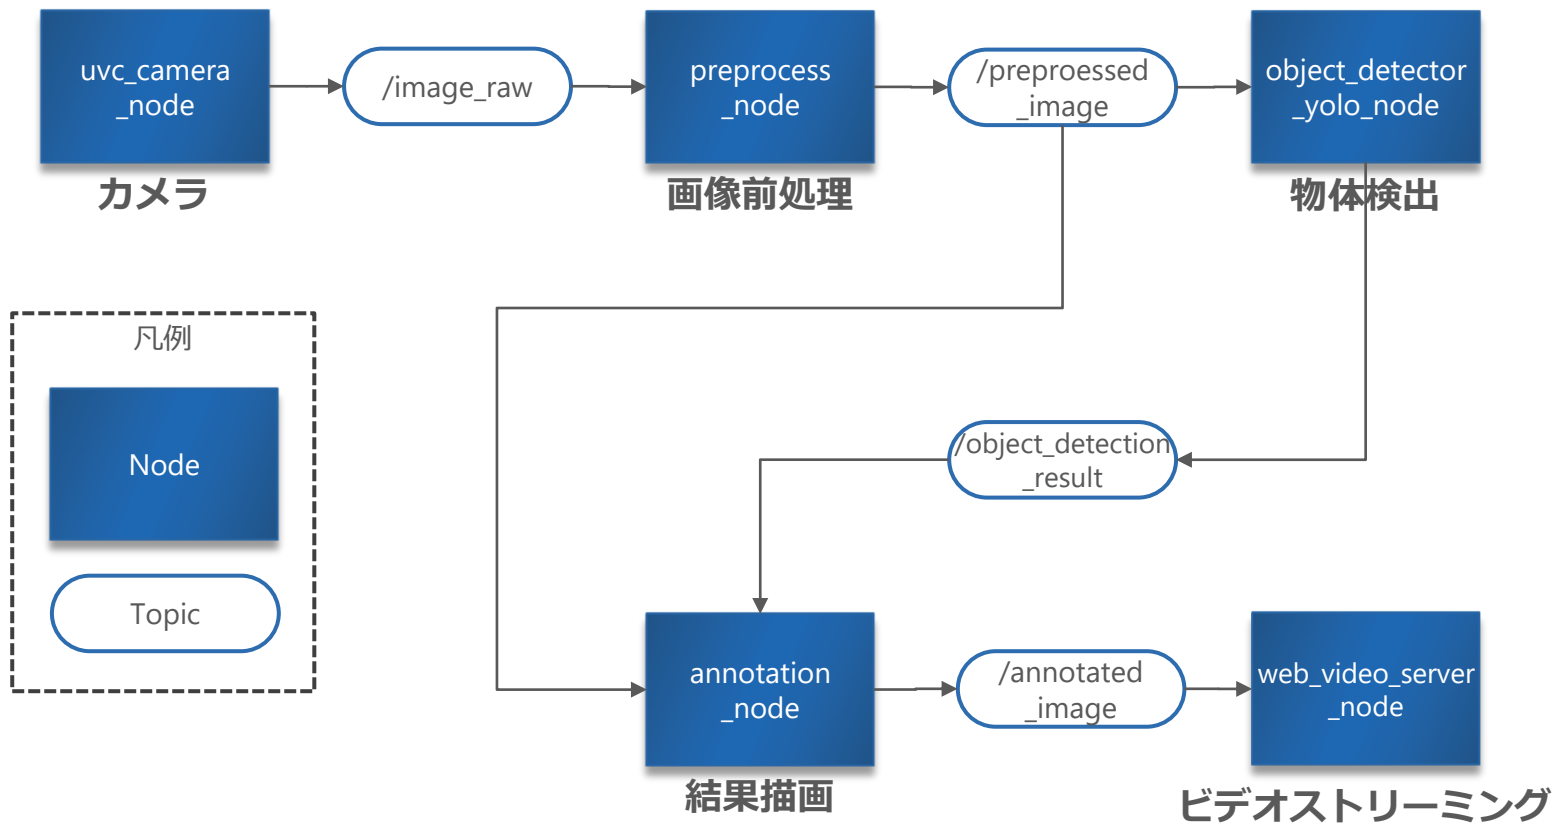 uvc_camera
_node
カメラ
/image_raw
preprocess
_node
画像前処理
/preproessed
_image
object_detector
_yolo_node
物体検出
凡例
Node
Topic
/object_detection
_result
annotation
_node
結果描画
/annotated
_image
web_video_server
_node
ビデオストリーミング